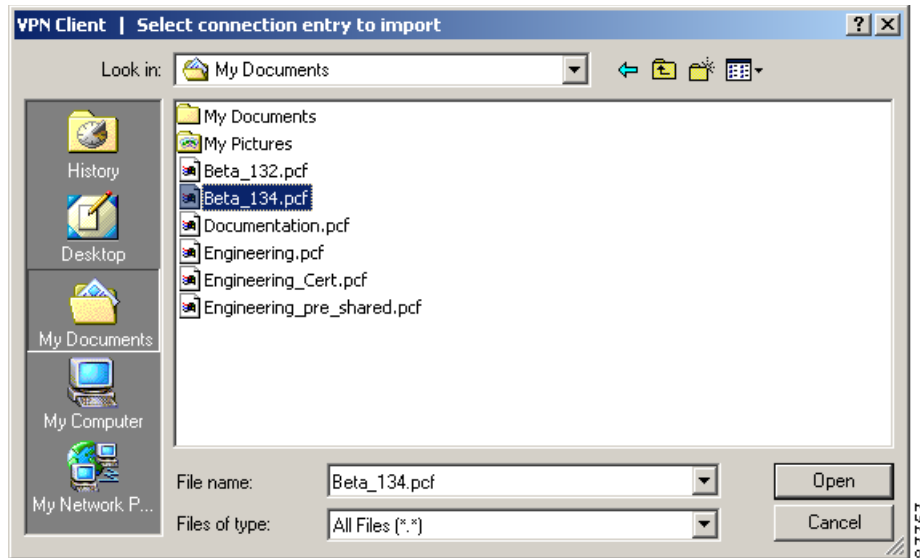 VPN Client | Select connection entry to import
Look in: My Documents
History
Desktop
My Documents
My Computer
My Network P...
My Documents
My Pictures
Beta_132.pcf
Beta_134.pcf
Documentation.pcf
Engineering.pcf
Engineering_Cert.pcf
Engineering_pre_shared.pcf
File name: Beta_134.pcf Open
Files of type: All Files (*.*) Cancel